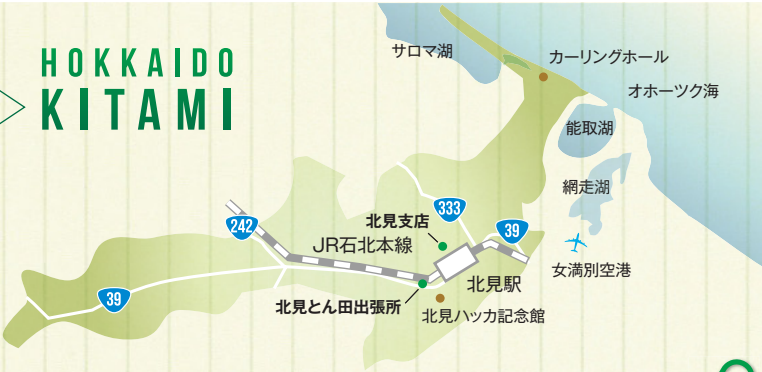 HOKKAIDO
KITAMI
サロマ湖
カーリングホール
オホーツク海
能取湖
網走湖
333
242
北見支店
39
JR石北本線
女満別空港
北見駅
39
北見とん田出張所
北見ハッカ記念館